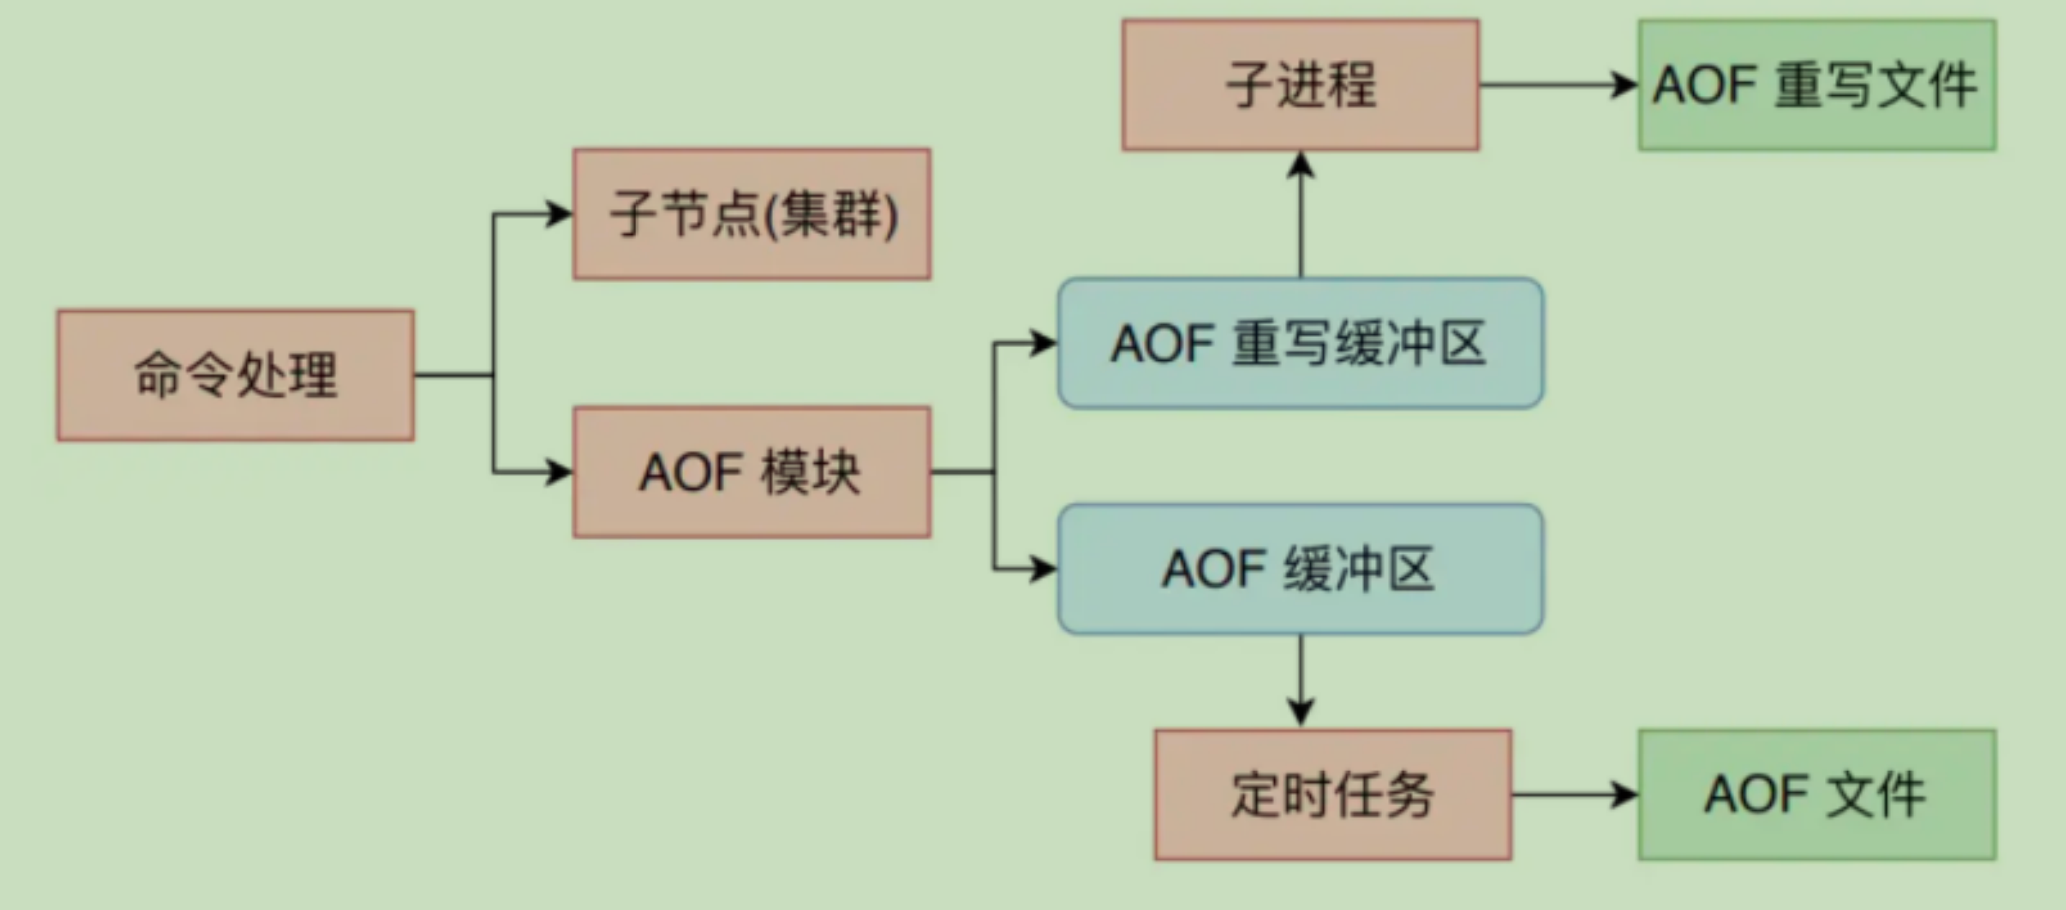 子进程
AOF 重写文件
子节点(集群)
命令处理
AOF 重写缓冲区
AOF 模块
AOF 缓冲区
定时任务
AOF 文件